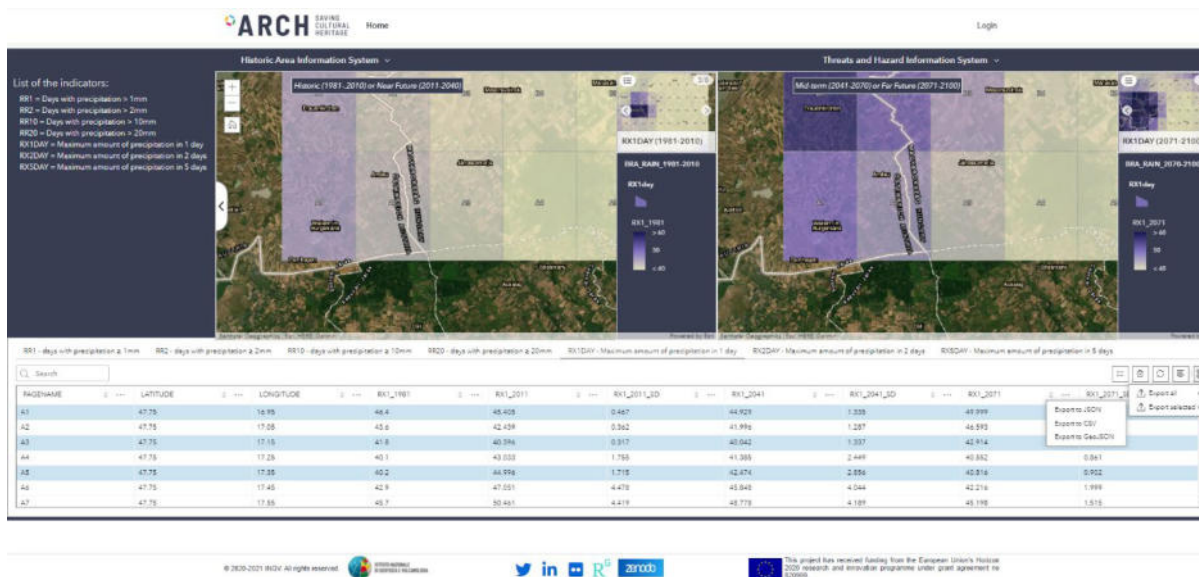 ARCH SAVING CULTURAL HERITAGE
Home
Login
Historic Area Information System
Threats and Hazard Information System
List of the indicators:
RR1 = Days with precipitation > 1mm
RR2 = Days with precipitation > 2mm
RR10 = Days with precipitation > 10mm
RR20 = Days with precipitation > 20mm
RX1DAY = Maximum amount of precipitation in 1 day
RX2DAY = Maximum amount of precipitation in 2 days
RX5DAY = Maximum amount of precipitation in 5 days
Historic (1981-2010) or Near Future (2011-2040)
RX1DAY (1981-2010)
BRA_RAIN_1981-2010
RX1day
RX1_1981
> 60
50
< 40
Mid-term (2041-2070) or Far Future (2071-2100)
RX1DAY (2071-2100
BRA_RAIN_2070-2100
RX1day
RX1_2071
> 60
50
< 40
Andau
Andau
Powered by Esri
RR1 - days with precipitation ≥ 1mm
RR2 - days with precipitation ≥ 2mm
RR10 - days with precipitation ≥ 10mm
RR20 - days with precipitation ≥ 20mm
RX1DAY - Maximum amount of precipitation in 1 day
RX2DAY - Maximum amount of precipitation in 2 days
RX5DAY - Maximum amount of precipitation in 5 days
Search
Export all
Export selected
PAGENAME LATITUDE LONGITUDE RX1_1981 RX1_2011 RX1_2011_SD RX1_2041 RX1_2041_SD RX1_2071
Export to JSON
Export to CSV
Export to GeoJSON
A1 47.75 16.95 46.4 45.405 0.467 44.929 1.335 49.999
A2 47.75 17.05 43.6 42.439 0.362 41.996 1.287 46.593
A3 47.75 17.15 41.8 40.396 0.317 40.042 1.337 42.914
A4 47.75 17.25 40.1 43.033 1.755 41.385 2.449 40.852 0.861
A5 47.75 17.35 40.2 44.996 1.715 42.474 2.856 40.816 0.902
A6 47.75 17.45 42.9 47.051 4.478 45.848 4.044 42.216 1.999
A7 47.75 17.55 45.7 50.461 4.419 48.778 4.189 45.198 1.515
© 2020-2021 INGV. All rights reserved.
zenodo
This project has received funding from the European Union's Horizon
2020 research and innovation programme under grant agreement no
820999